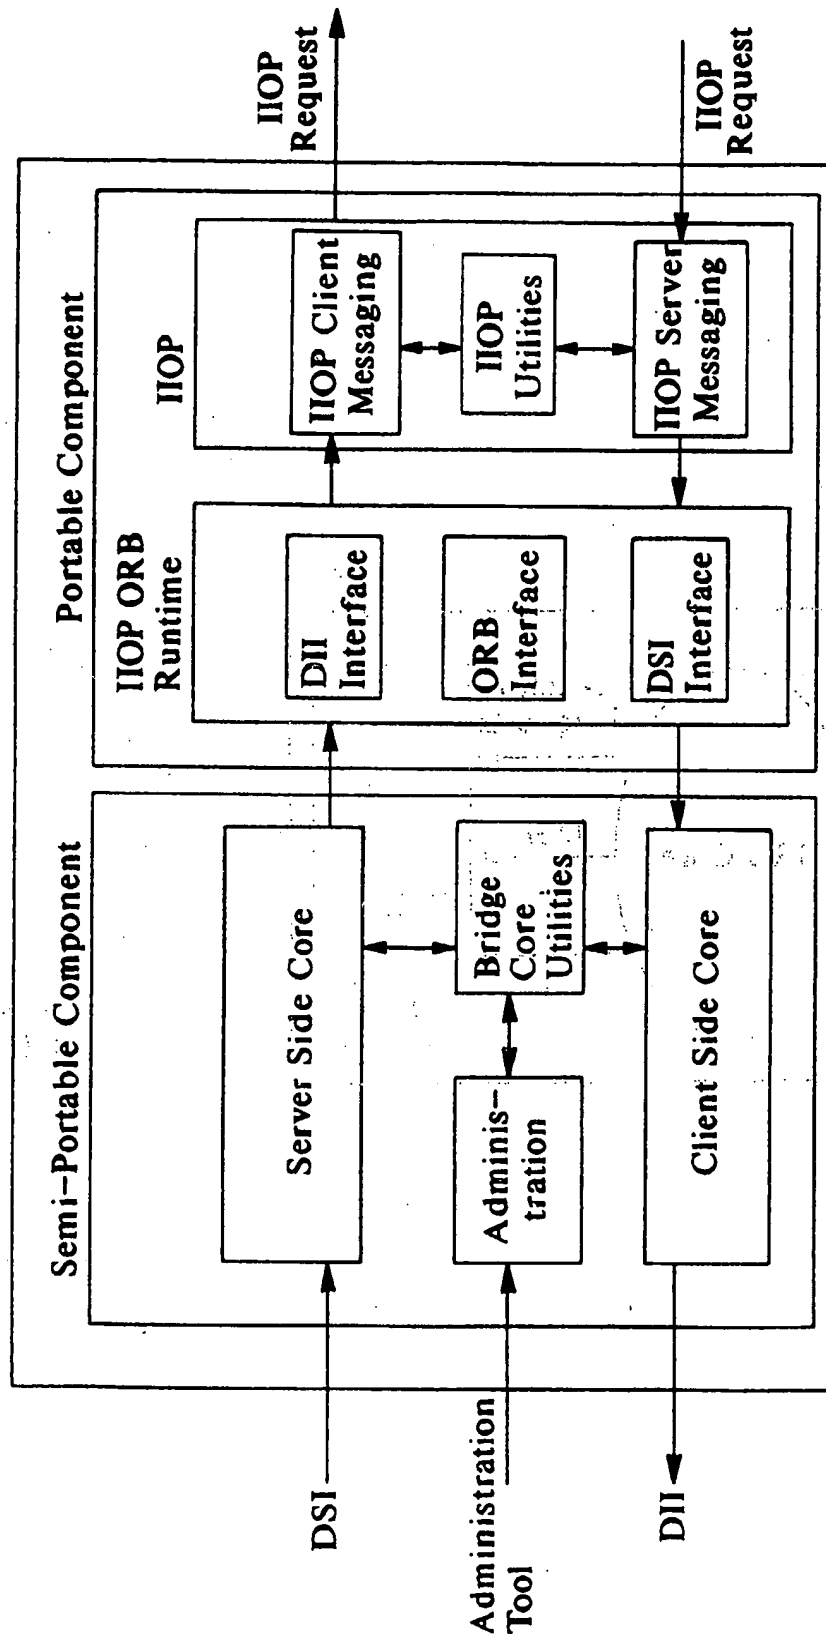 Semi-Portable Component
Portable Component
IIOP ORB
Runtime
IIOP
DSI
Server Side Core
DII
Interface
IIOP Client
Messaging
IIOP
Request
Administration
Tool
Adminis-
tration
Bridge
Core
Utilities
ORB
Interface
IIOP
Utilities
DII
Client Side Core
DSI
Interface
IIOP Server
Messaging
IIOP
Request